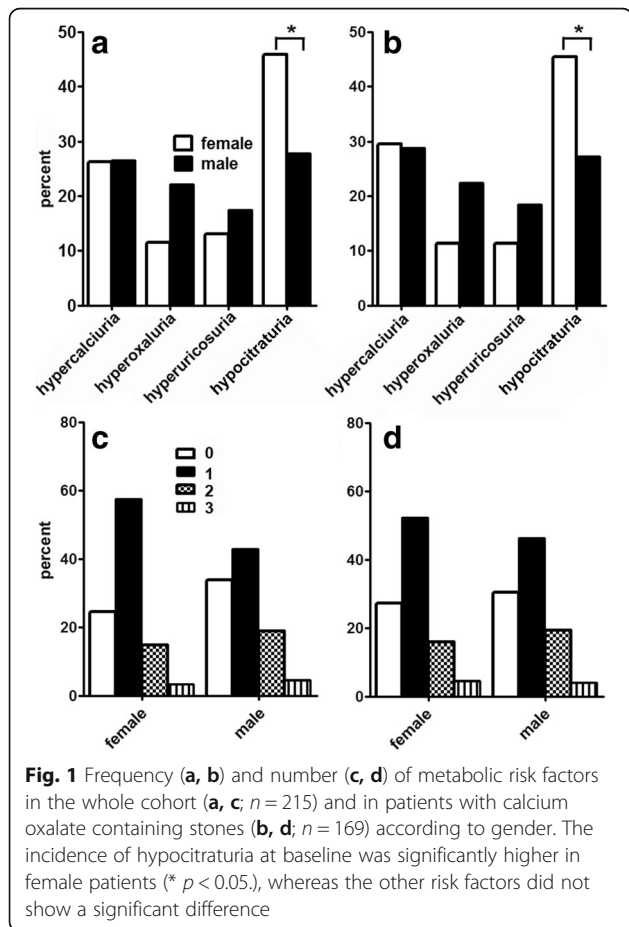 a
b
*
*
50
40
30
20
10
0
percent
female
male
hypercalciuria
hyperoxaluria
hyperuricosuria
hypocitraturia
50
40
30
20
10
0
hypercalciuria
hyperoxaluria
hyperuricosuria
hypocitraturia
c
80
60
40
20
0
percent
0
1
2
3
female
male
d
80
60
40
20
0
female
male
Fig. 1 Frequency (a, b) and number (c, d) of metabolic risk factors
in the whole cohort (a, c; n = 215) and in patients with calcium
oxalate containing stones (b, d; n = 169) according to gender. The
incidence of hypocitraturia at baseline was significantly higher in
female patients (* p < 0.05.), whereas the other risk factors did not
show a significant difference